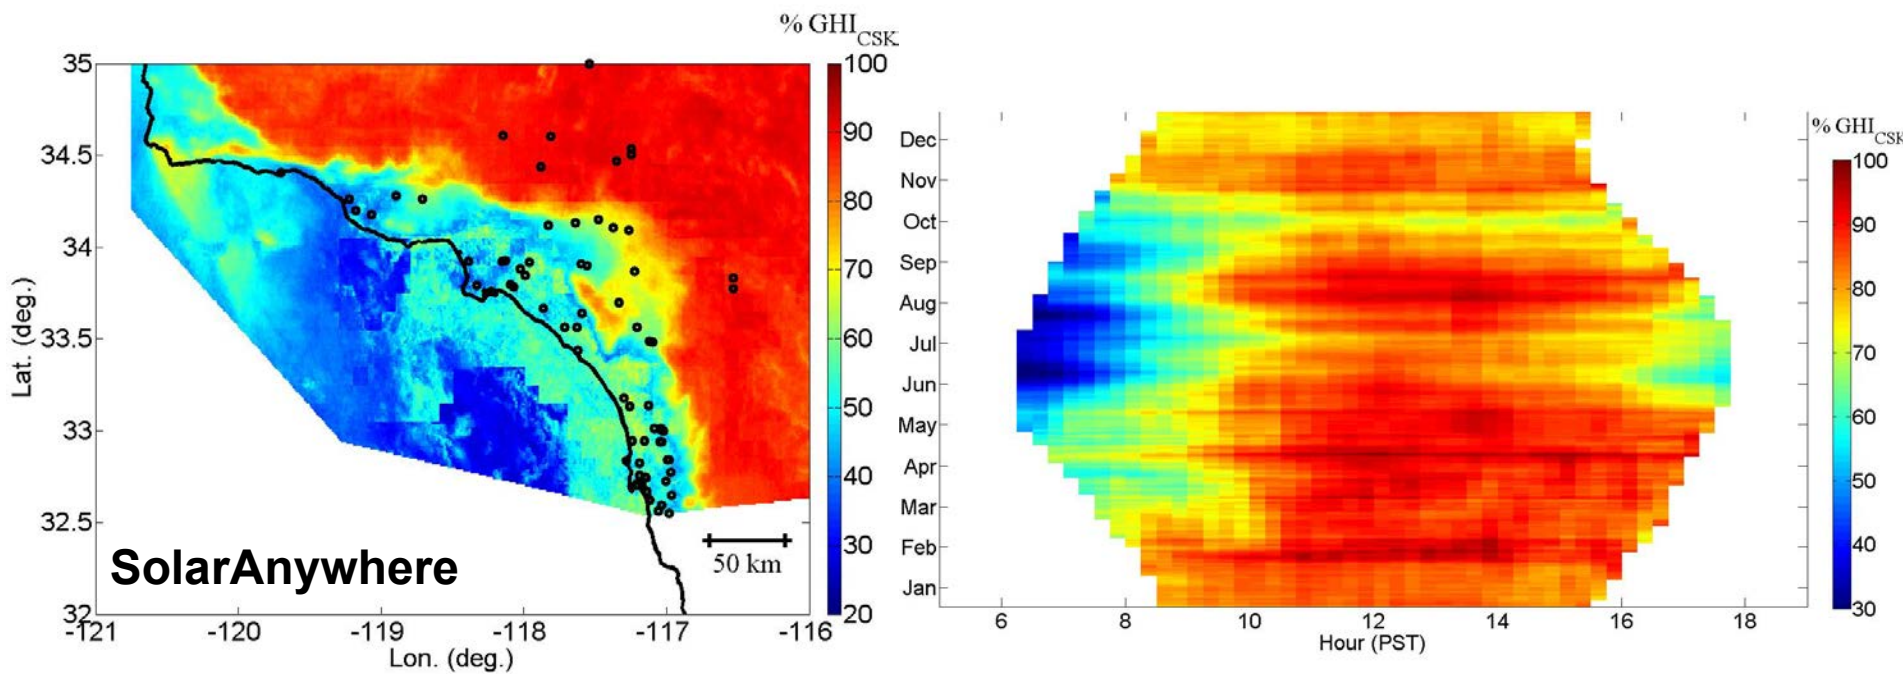 % GHI_CSK
35
34.5
34
33.5
33
32.5
32
Lat. (deg.)
-121
-120
-119
-118
-117
-116
Lon. (deg.)
SolarAnywhere
50 km
100
90
80
70
60
50
40
30
20
Dec
Nov
Oct
Sep
Aug
Jul
Jun
May
Apr
Mar
Feb
Jan
6
8
10
12
14
16
18
Hour (PST)
% GHI_CSK
100
90
80
70
60
50
40
30